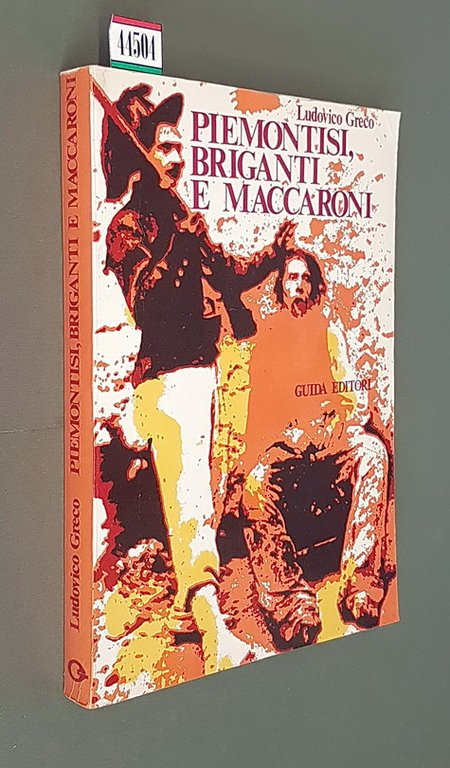 44504
Ludovico Greco
PIEMONTISI,
BRIGANTI
E MACCARONI
GUIDA EDITORI
Ludovico Greco PIEMONTISI, BRIGANTI E MACCARONI